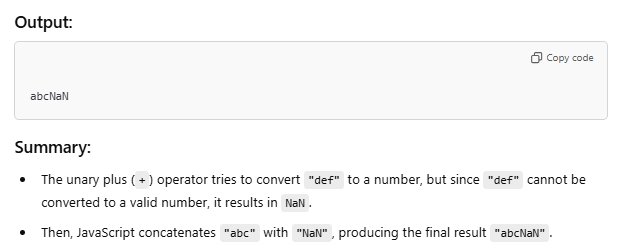 Output:
Copy code
abcNaN
Summary:
• The unary plus (+) operator tries to convert "def" to a number, but since "def" cannot be
converted to a valid number, it results in NaN.
• Then, JavaScript concatenates "abc" with "NaN", producing the final result "abcNaN".